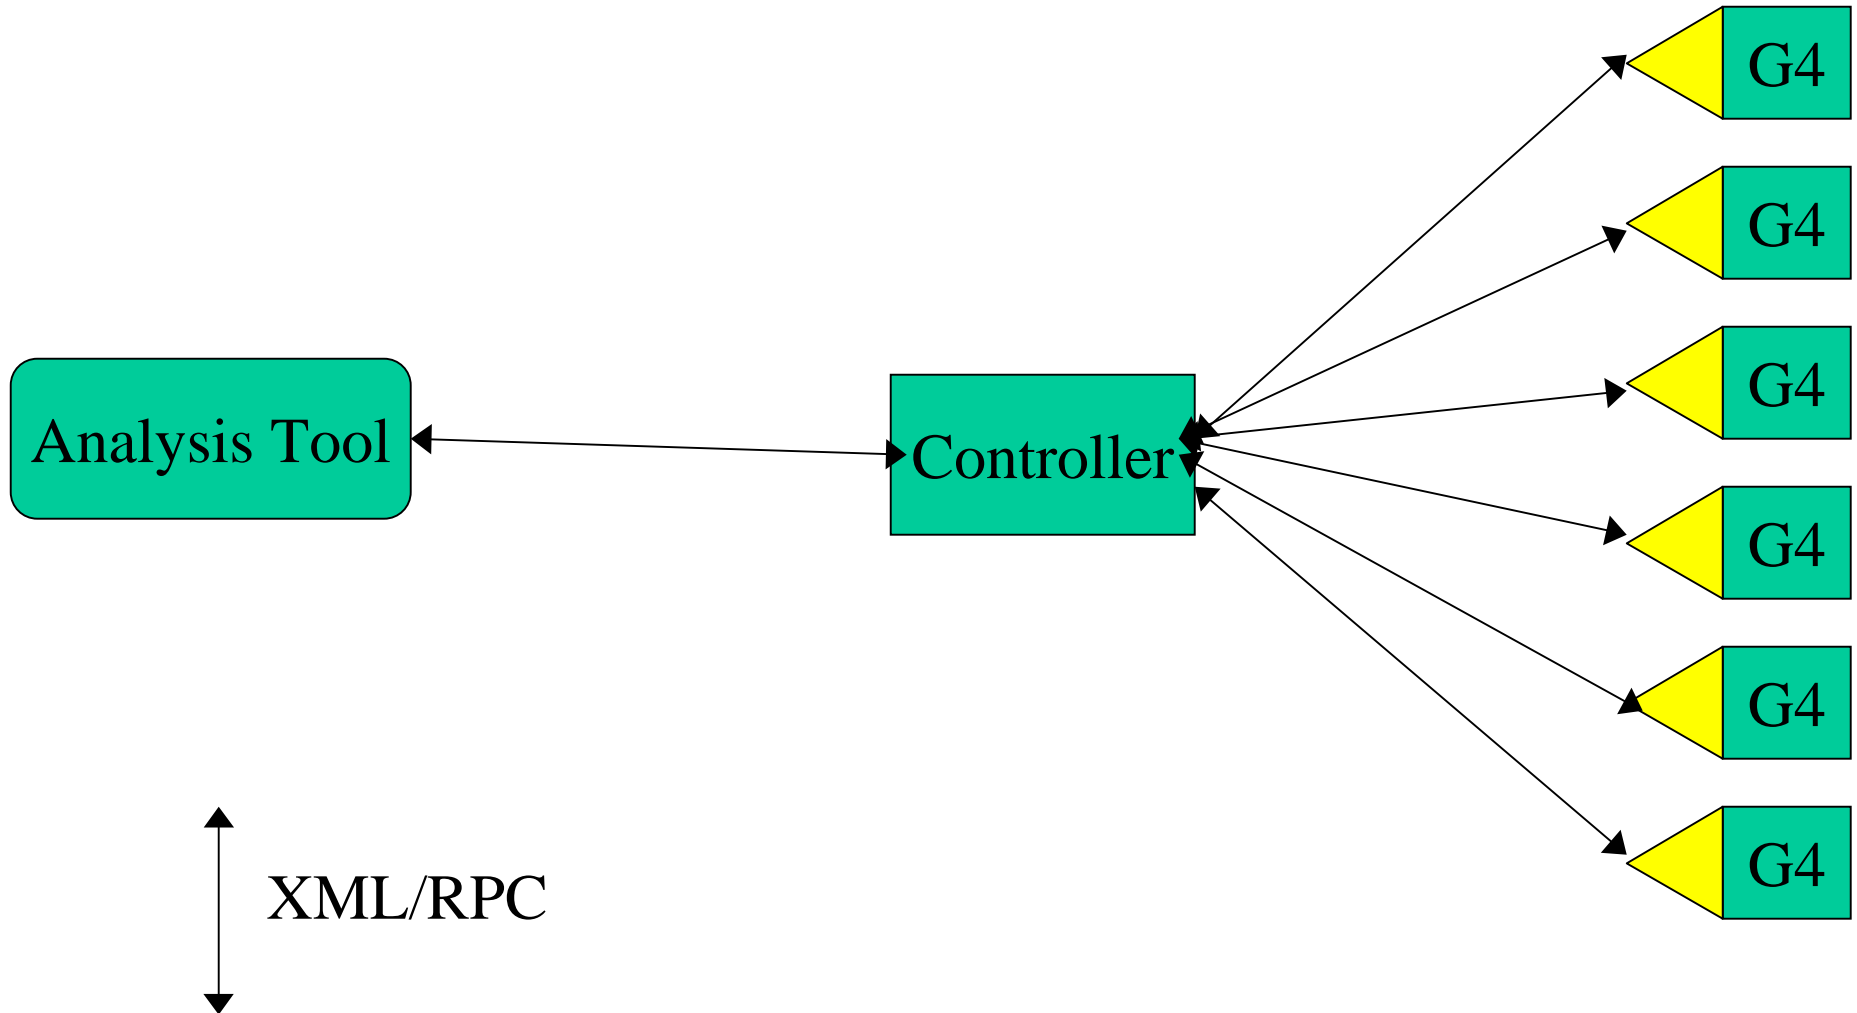 G4
G4
G4
Analysis Tool
Controller
G4
G4
G4
XML/RPC